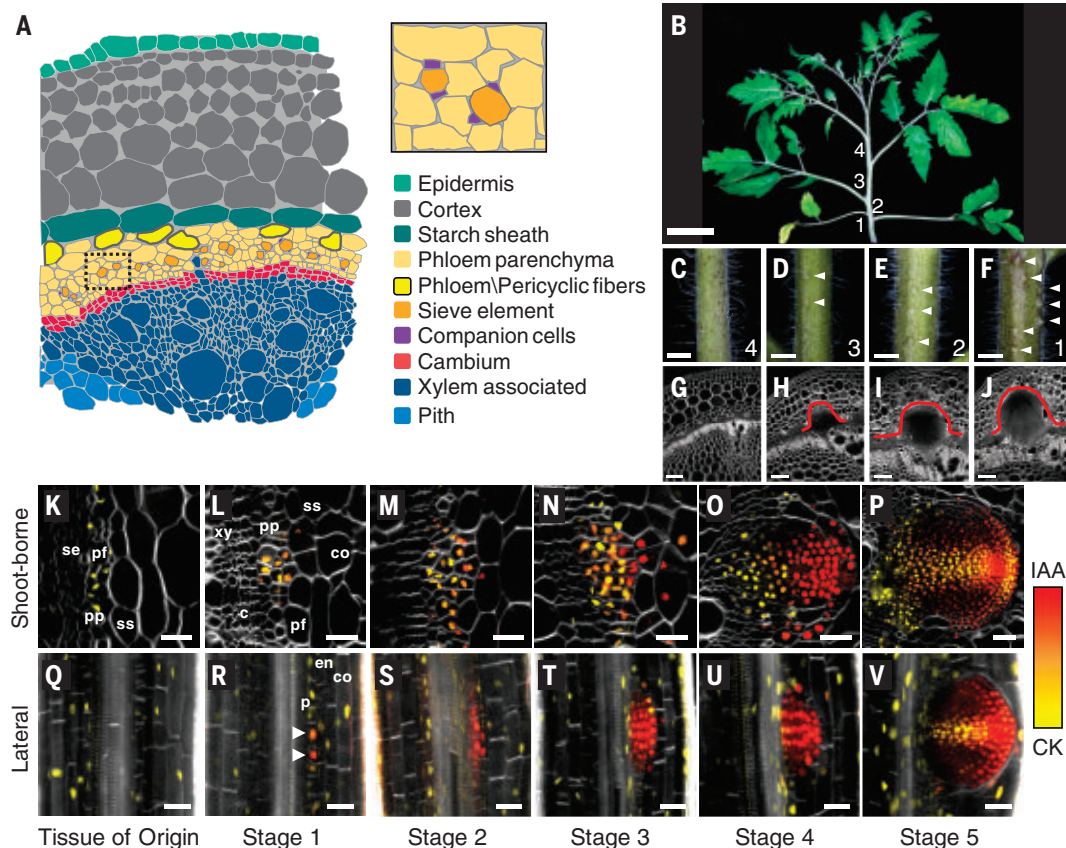 A
Epidermis
Cortex
Starch sheath
Phloem parenchyma
Phloem\Pericyclic fibers
Sieve element
Companion cells
Cambium
Xylem associated
Pith
B
4
3
2
1
C
4
D
3
E
2
F
1
G
H
I
J
Shoot-borne
K
se
pf
pp
ss
L
ss
xy
pp
co
c
pf
M
N
O
P
IAA
CK
Lateral
Q
R
en
co
p
S
T
U
V
Tissue of Origin
Stage 1
Stage 2
Stage 3
Stage 4
Stage 5